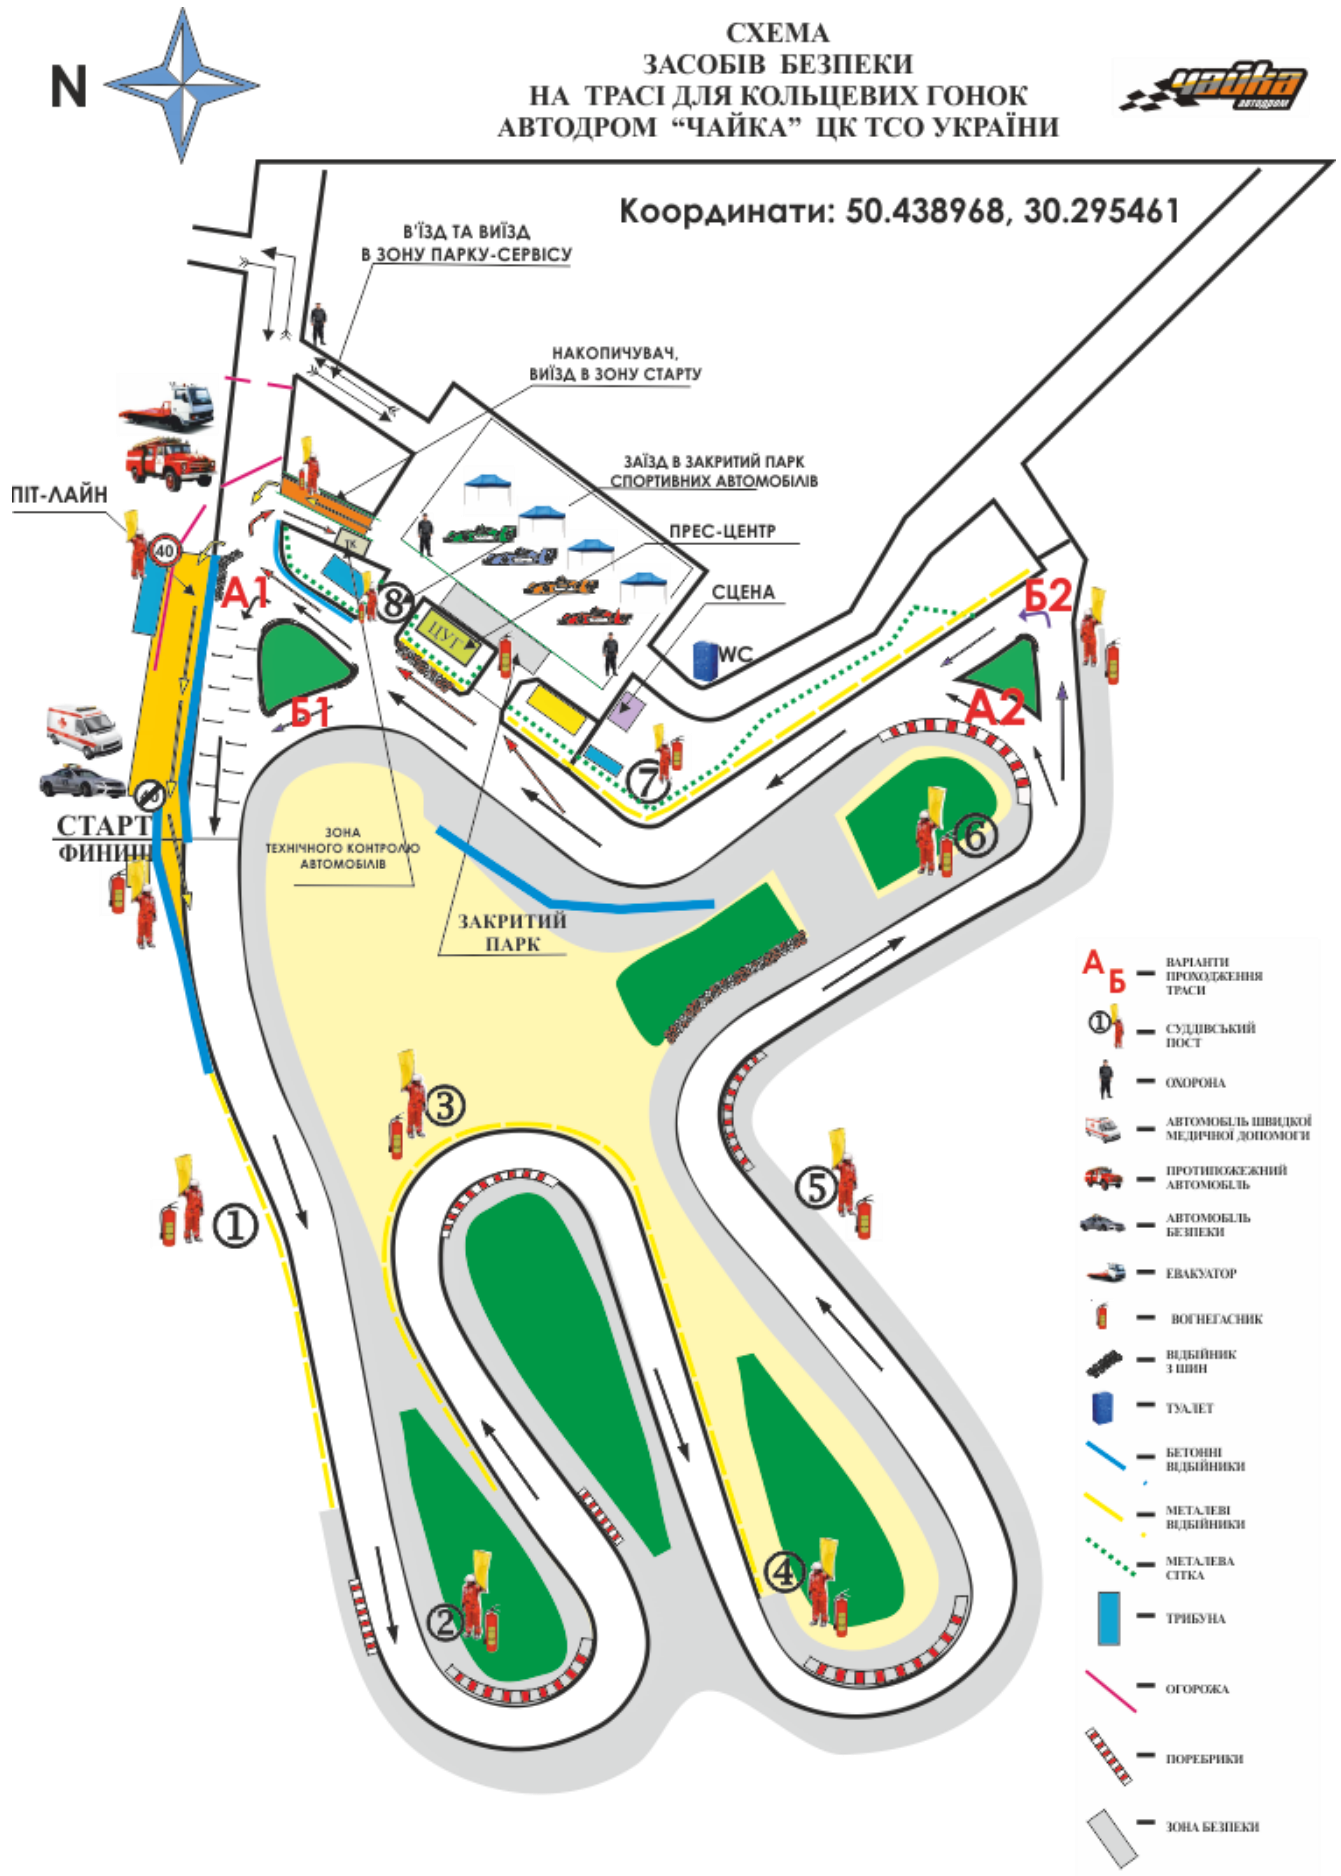 СХЕМА
ЗАСОБІВ БЕЗПЕКИ
НА ТРАСІ ДЛЯ КОЛЬЦЕВИХ ГОНОК
АВТОДРОМ “ЧАЙКА” ЦК ТСО УКРАЇНИ
N
чайка
автодром
Координати: 50.438968, 30.295461
В'ЇЗД ТА ВИЇЗД
В ЗОНУ ПАРКУ-СЕРВІСУ
НАКОПИЧУВАЧ,
ВИЇЗД В ЗОНУ СТАРТУ
ЗАЇЗД В ЗАКРИТИЙ ПАРК
СПОРТИВНИХ АВТОМОБІЛІВ
ПІТ-ЛАЙН
ПРЕС-ЦЕНТР
ТК
40
СЦЕНА
А1
8
ЦУГ
Б2
WC
Б1
А2
7
СТАРТ
ФИНИШ
ЗОНА
ТЕХНІЧНОГО КОНТРОЛЮ
АВТОМОБІЛІВ
6
ЗАКРИТИЙ
ПАРК
3
5
1
4
2
А Б
ВАРІАНТИ
ПРОХОДЖЕННЯ
ТРАСИ
1
СУДДІВСЬКИЙ
ПОСТ
ОХОРОНА
АВТОМОБІЛЬ ШВИДКОЇ
МЕДИЧНОЇ ДОПОМОГИ
ПРОТИПОЖЕЖНИЙ
АВТОМОБІЛЬ
АВТОМОБІЛЬ
БЕЗПЕКИ
ЕВАКУАТОР
ВОГНЕГАСНИК
ВІДБІЙНИК
З ШИН
ТУАЛЕТ
БЕТОННІ
ВІДБІЙНИКИ
МЕТАЛЕВІ
ВІДБІЙНИКИ
МЕТАЛЕВА
СІТКА
ТРИБУНА
ОГОРОЖА
ПОРЕБРИКИ
ЗОНА БЕЗПЕКИ